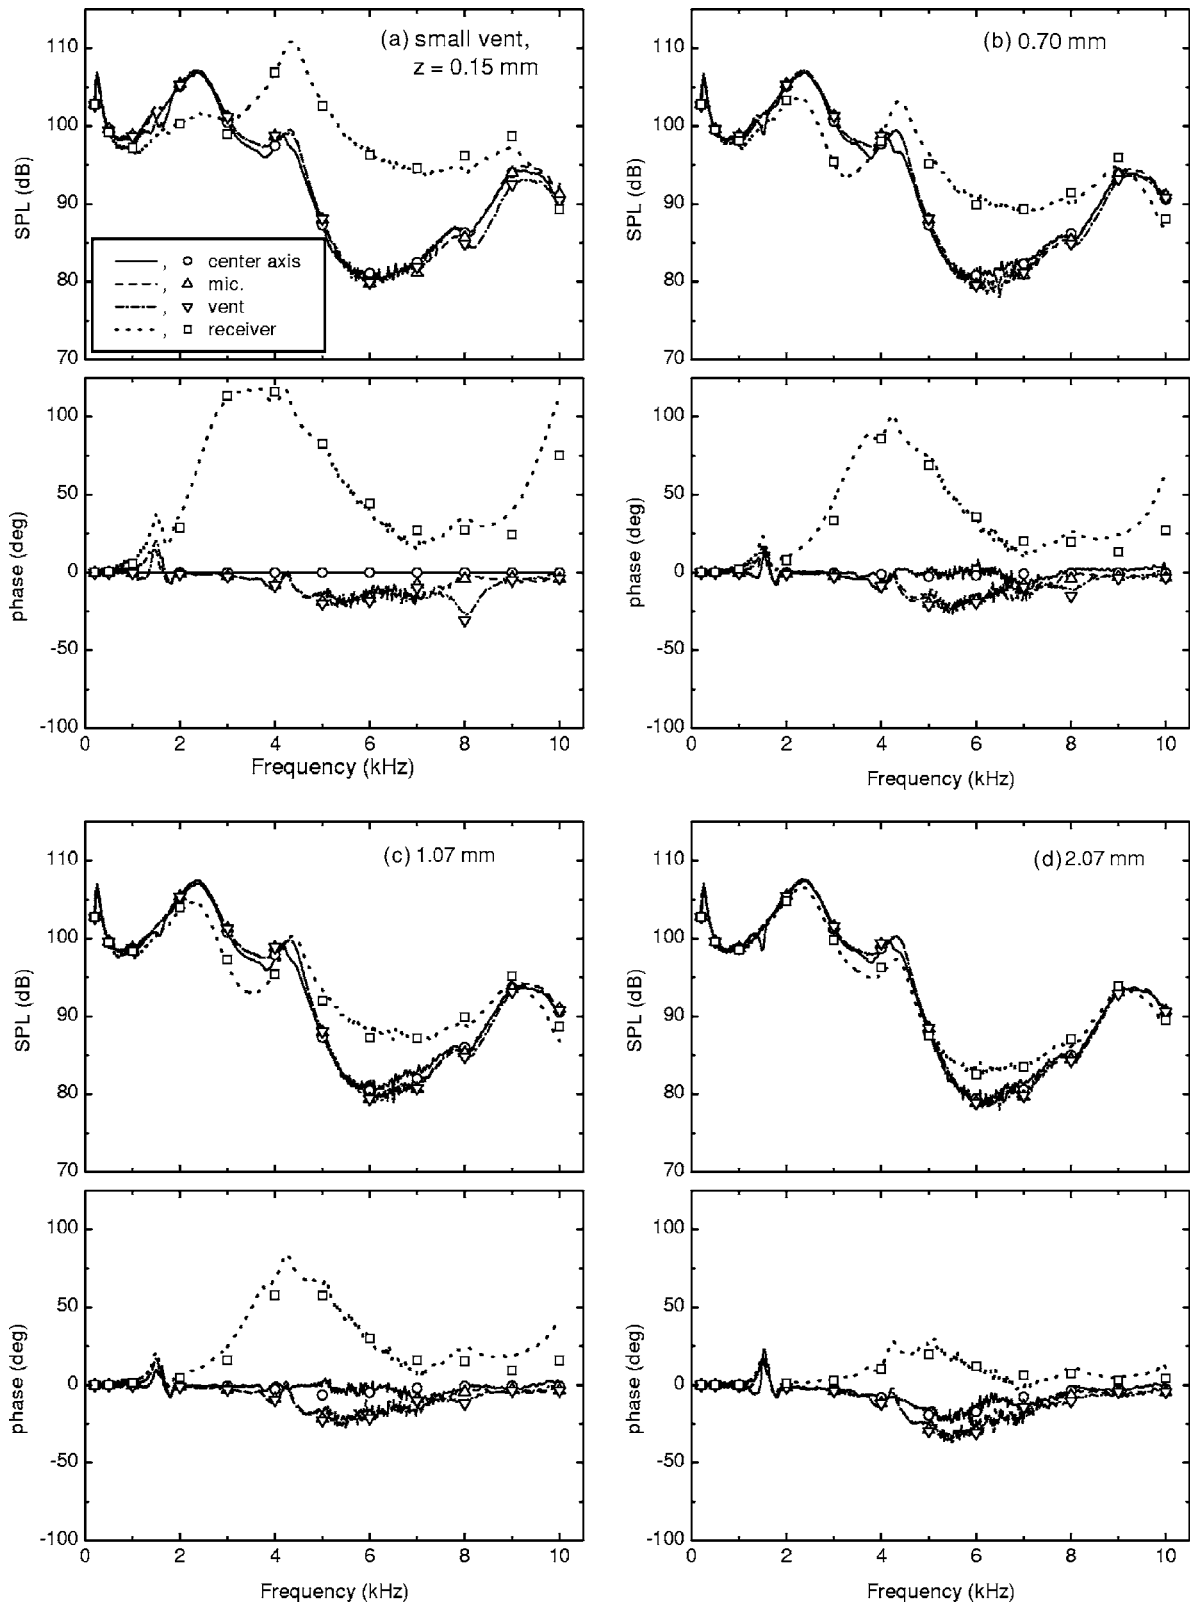 (a) small vent,
z = 0.15 mm
110
100
90
80
70
SPL (dB)
, center axis
, mic.
, vent
, receiver
100
50
0
-50
-100
phase (deg)
0 2 4 6 8 10
Frequency (kHz)
(b) 0.70 mm
110
100
90
80
70
SPL (dB)
100
50
0
-50
-100
phase (deg)
0 2 4 6 8 10
Frequency (kHz)
(c) 1.07 mm
110
100
90
80
70
SPL (dB)
100
50
0
-50
-100
phase (deg)
0 2 4 6 8 10
Frequency (kHz)
(d) 2.07 mm
110
100
90
80
70
SPL (dB)
100
50
0
-50
-100
phase (deg)
0 2 4 6 8 10
Frequency (kHz)